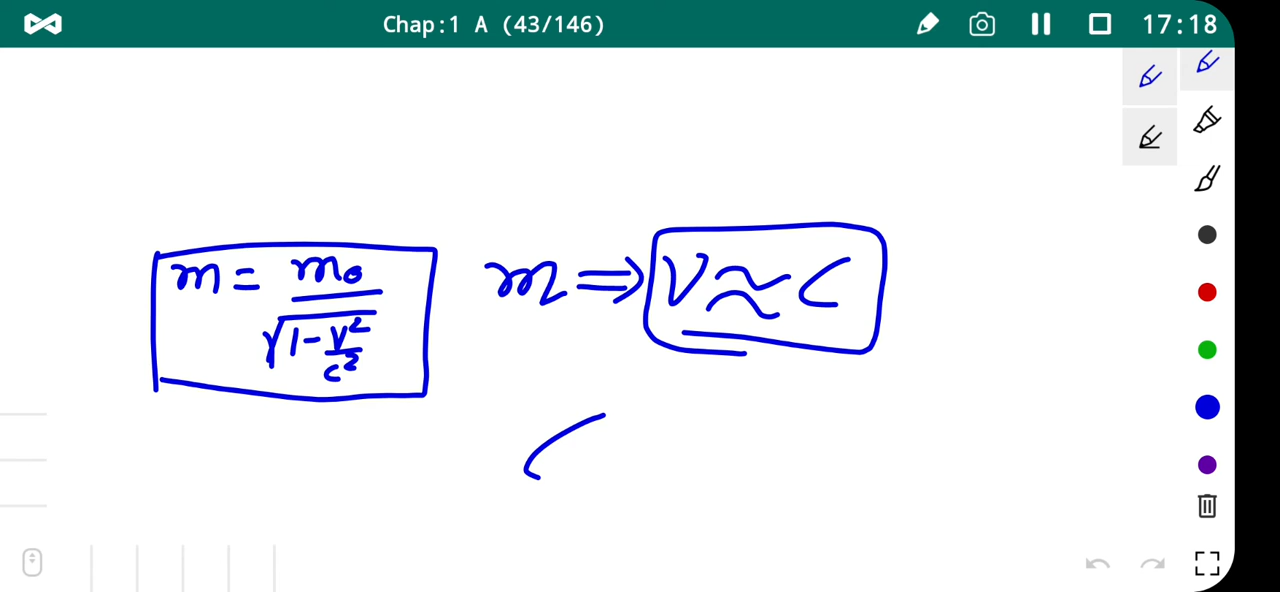 Chap:1 A (43/146) 17:18
m = m₀ / √(1 - v²/c²)
m ⇒ v ≈ c